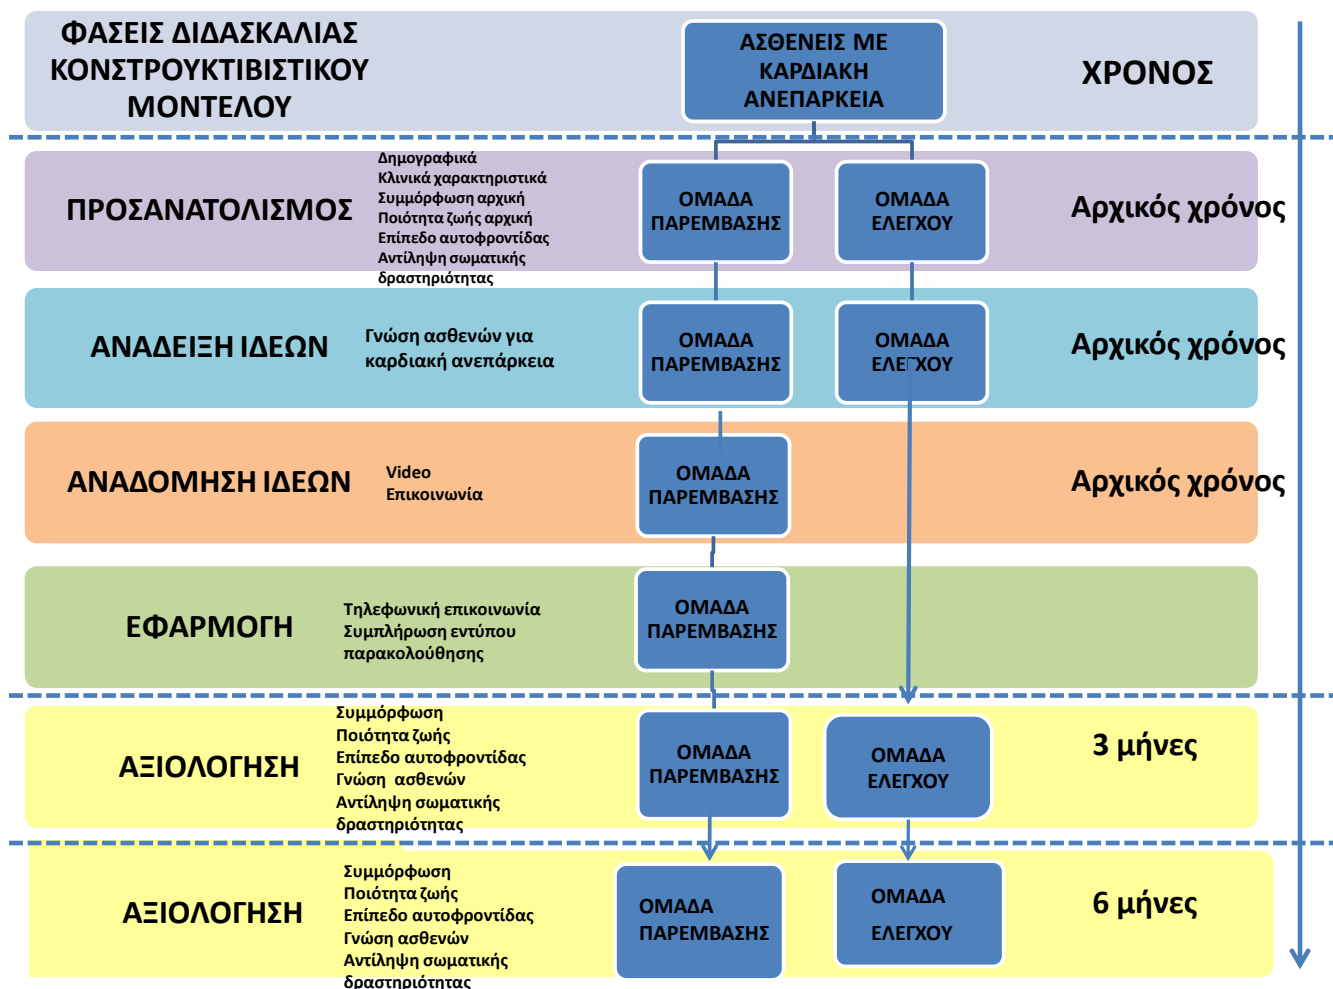 ΦΑΣΕΙΣ ΔΙΔΑΣΚΑΛΙΑΣ
ΚΟΝΣΤΡΟΥΚΤΙΒΙΣΤΙΚΟΥ
ΜΟΝΤΕΛΟΥ
ΑΣΘΕΝΕΙΣ ΜΕ
ΚΑΡΔΙΑΚΗ
ΑΝΕΠΑΡΚΕΙΑ
ΧΡΟΝΟΣ
ΠΡΟΣΑΝΑΤΟΛΙΣΜΟΣ
Δημογραφικά
Κλινικά χαρακτηριστικά
Συμμόρφωση αρχική
Ποιότητα ζωής αρχική
Επίπεδο αυτοφροντίδας
Αντίληψη σωματικής
δραστηριότητας
ΟΜΑΔΑ
ΠΑΡΕΜΒΑΣΗΣ
ΟΜΑΔΑ
ΕΛΕΓΧΟΥ
Αρχικός χρόνος
ΑΝΑΔΕΙΞΗ ΙΔΕΩΝ
Γνώση ασθενών για
καρδιακή ανεπάρκεια
ΟΜΑΔΑ
ΠΑΡΕΜΒΑΣΗΣ
ΟΜΑΔΑ
ΕΛΕΓΧΟΥ
Αρχικός χρόνος
ΑΝΑΔΟΜΗΣΗ ΙΔΕΩΝ
Video
Επικοινωνία
ΟΜΑΔΑ
ΠΑΡΕΜΒΑΣΗΣ
Αρχικός χρόνος
ΕΦΑΡΜΟΓΗ
Τηλεφωνική επικοινωνία
Συμπλήρωση εντύπου
παρακολούθησης
ΟΜΑΔΑ
ΠΑΡΕΜΒΑΣΗΣ
ΑΞΙΟΛΟΓΗΣΗ
Συμμόρφωση
Ποιότητα ζωής
Επίπεδο αυτοφροντίδας
Γνώση ασθενών
Αντίληψη σωματικής
δραστηριότητας
ΟΜΑΔΑ
ΠΑΡΕΜΒΑΣΗΣ
ΟΜΑΔΑ
ΕΛΕΓΧΟΥ
3 μήνες
ΑΞΙΟΛΟΓΗΣΗ
Συμμόρφωση
Ποιότητα ζωής
Επίπεδο αυτοφροντίδας
Γνώση ασθενών
Αντίληψη σωματικής
δραστηριότητας
ΟΜΑΔΑ
ΠΑΡΕΜΒΑΣΗΣ
ΟΜΑΔΑ
ΕΛΕΓΧΟΥ
6 μήνες